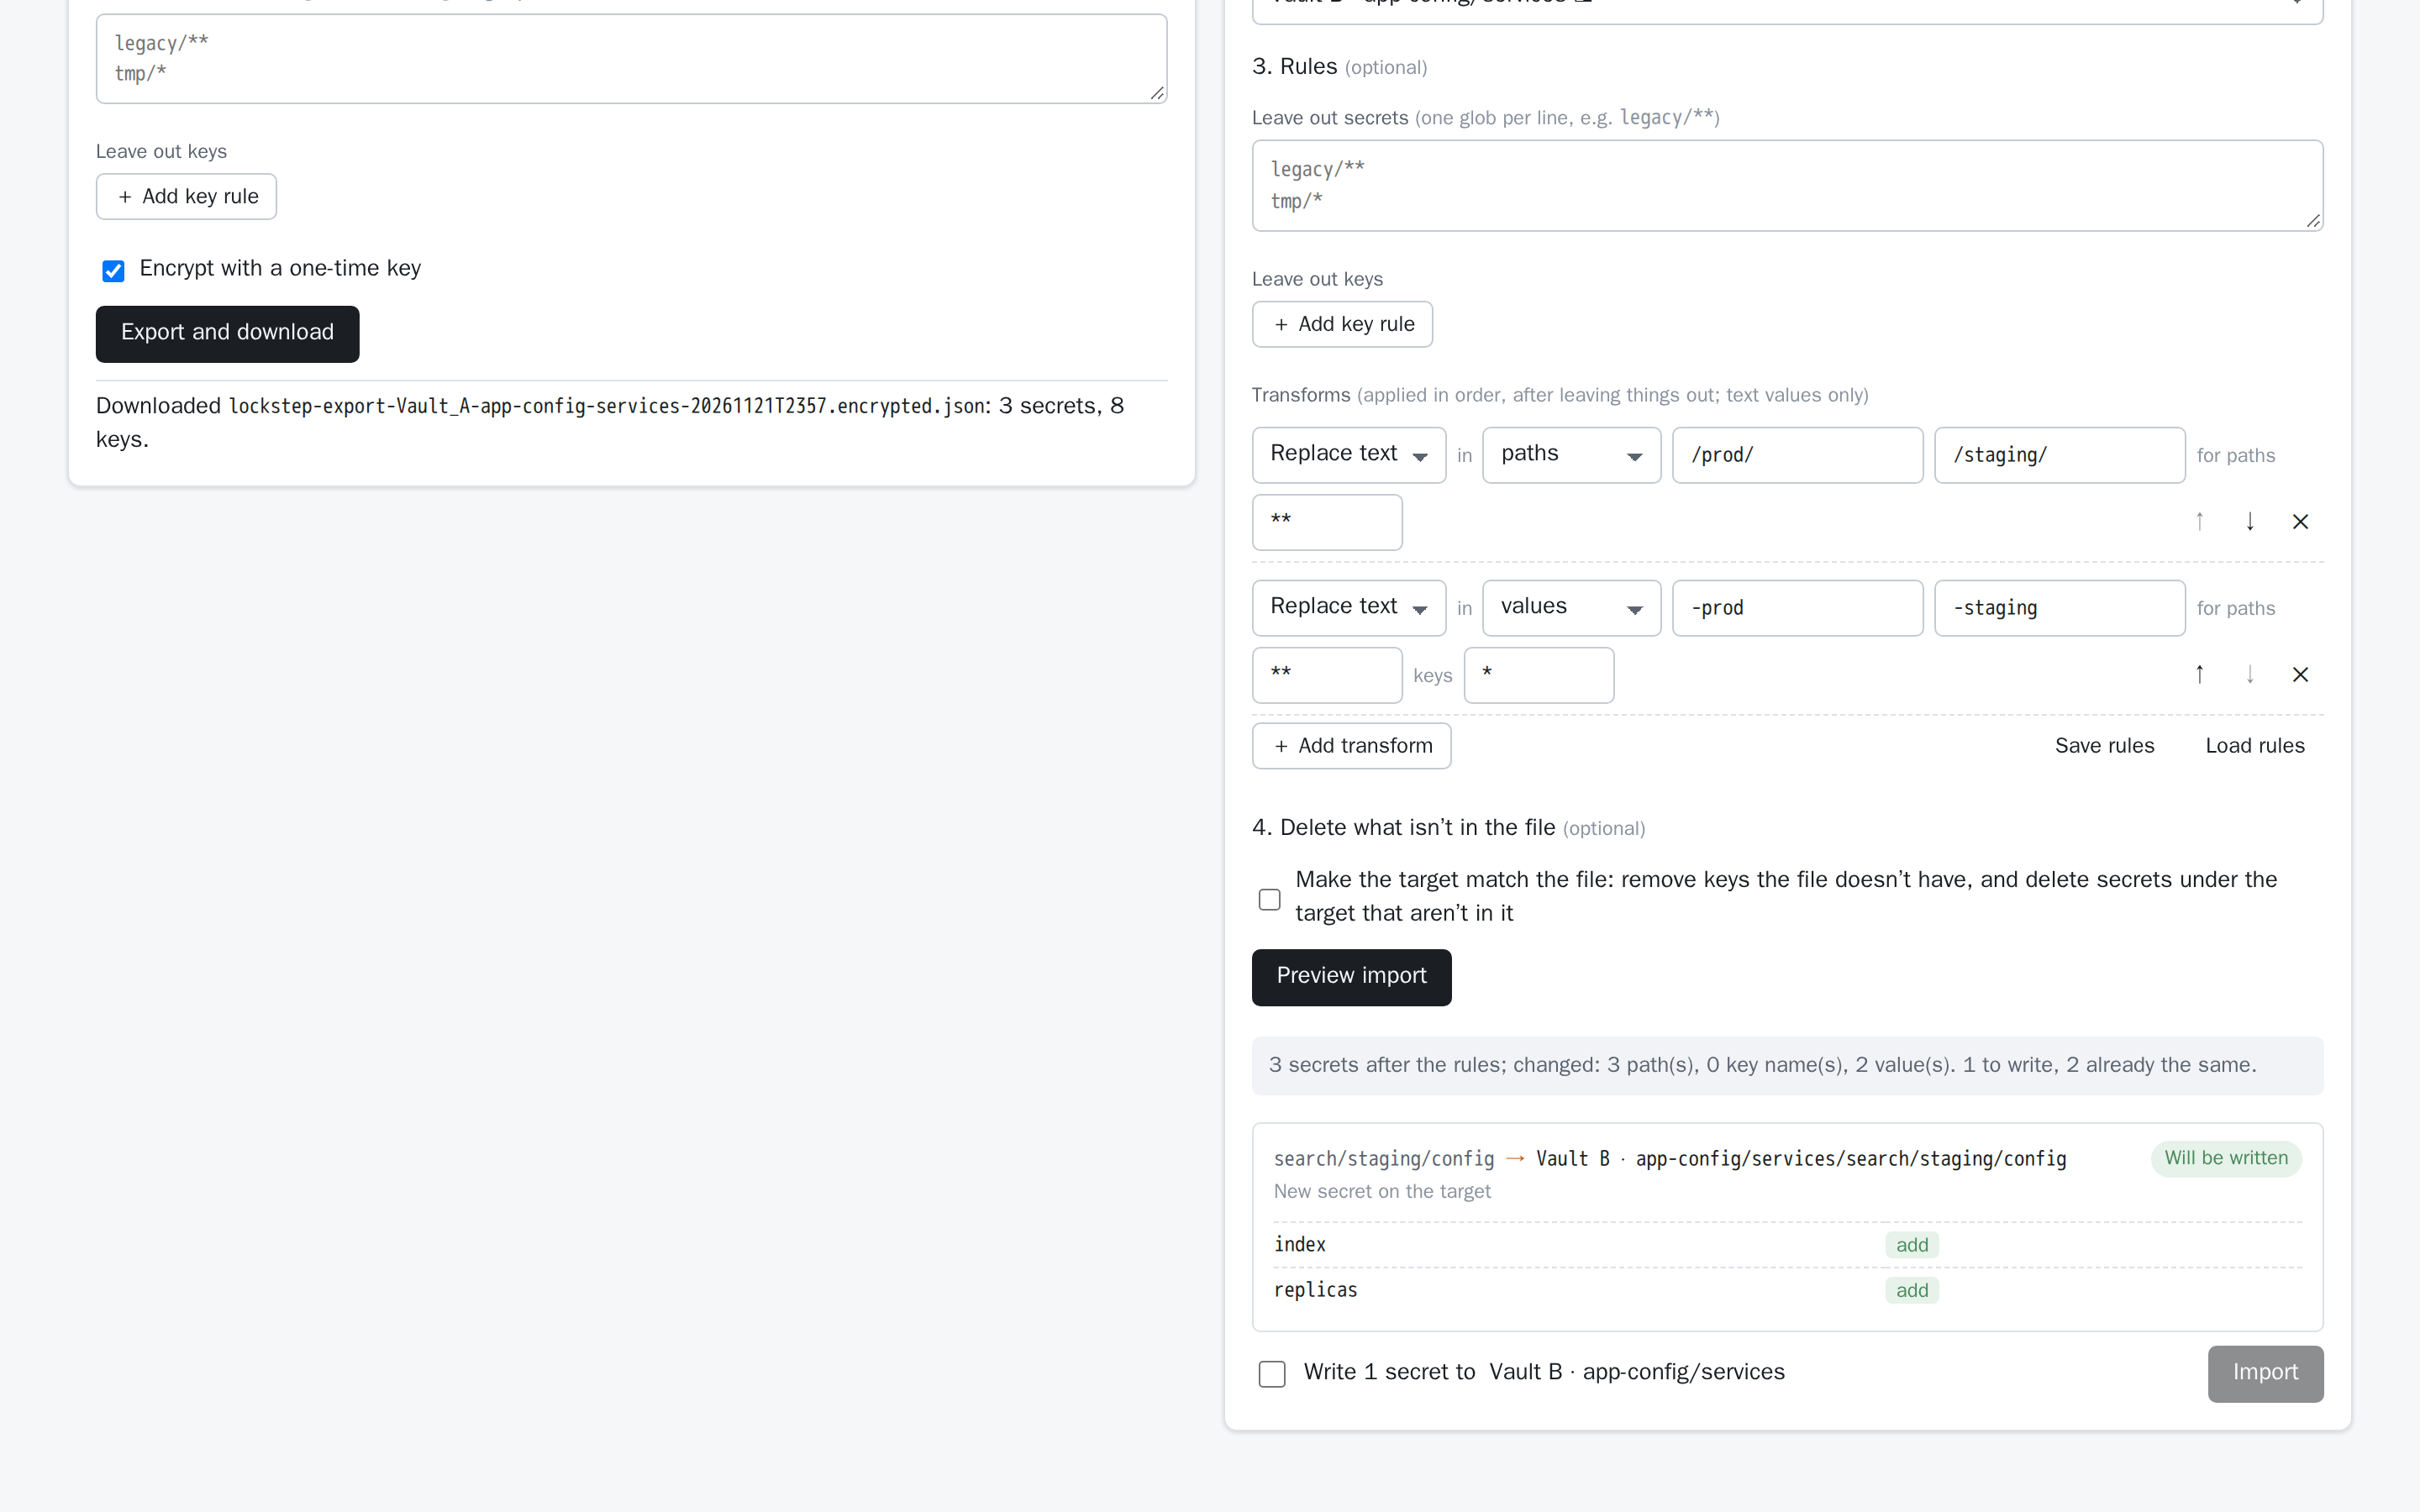 legacy/**
tmp/*
Leave out keys
+ Add key rule
Encrypt with a one-time key
Export and download
Downloaded lockstep-export-Vault_A-app-config-services-20261121T2357.encrypted.json: 3 secrets, 8
keys.
Vault B · app-config/services
3. Rules (optional)
Leave out secrets (one glob per line, e.g. legacy/**)
legacy/**
tmp/*
Leave out keys
+ Add key rule
Transforms (applied in order, after leaving things out; text values only)
Replace text in paths /prod/ /staging/ for paths
** ↑ ↓ ×
Replace text in values -prod -staging for paths
** keys * ↑ ↓ ×
+ Add transform Save rules Load rules
4. Delete what isn’t in the file (optional)
Make the target match the file: remove keys the file doesn’t have, and delete secrets under the
target that aren’t in it
Preview import
3 secrets after the rules; changed: 3 path(s), 0 key name(s), 2 value(s). 1 to write, 2 already the same.
search/staging/config → Vault B · app-config/services/search/staging/config Will be written
New secret on the target
index add
replicas add
Write 1 secret to Vault B · app-config/services Import